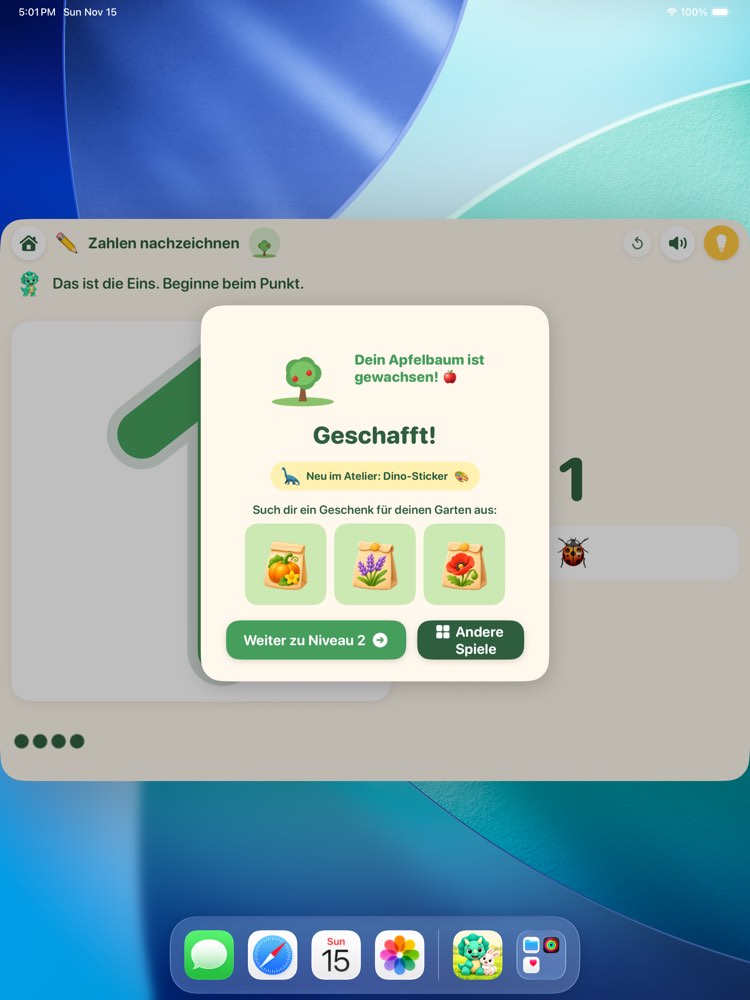 5:01 PM Sun Nov 15
100%
Zahlen nachzeichnen
Das ist die Eins. Beginne beim Punkt.
Dein Apfelbaum ist
gewachsen!
Geschafft!
Neu im Atelier: Dino-Sticker
Such dir ein Geschenk für deinen Garten aus:
1
Weiter zu Niveau 2
Andere
Spiele
Sun
15